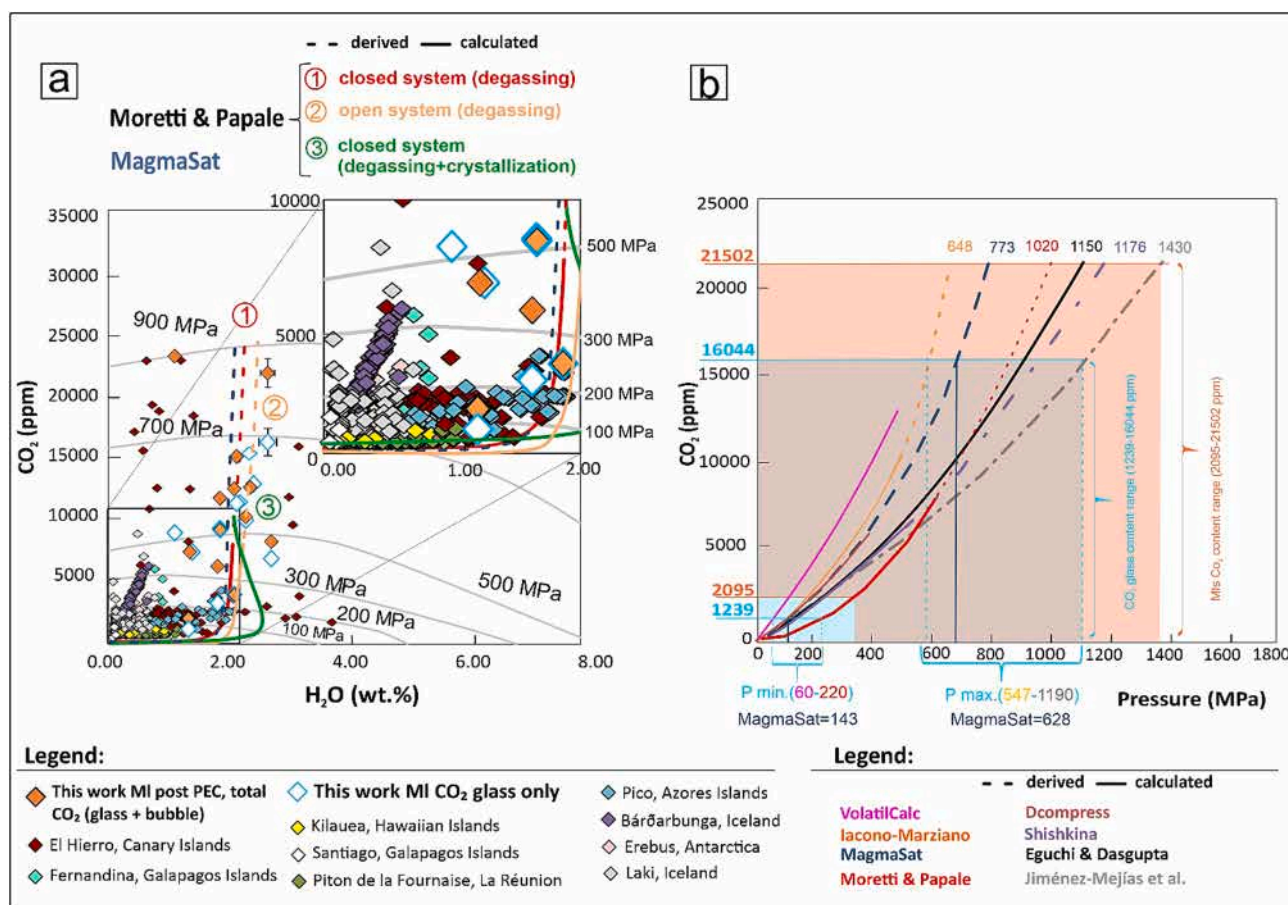 derived calculated
a
Moretti & Papale
MagmaSat
1 closed system (degassing)
2 open system (degassing)
3 closed system
(degassing+crystallization)
35000
30000
25000
20000
15000
10000
5000
CO₂ (ppm)
0.00 2.00 4.00 6.00 8.00
H₂O (wt.%)
900 MPa
700 MPa
500 MPa
300 MPa
200 MPa
100 MPa
1
2
3
10000
5000
0
0.00 1.00 2.00
500 MPa
300 MPa
200 MPa
100 MPa
b
25000
21502
20000
16044
15000
10000
5000
2095
1239
0
CO₂ (ppm)
648 773 1020 1150 1176 1430
CO₂ glass content range (1239-16044 ppm)
MIs Co₂ content range (2095-21502 ppm)
200 400 600 800 1000 1200 1400 1600 1800
P min.(60-220)
MagmaSat=143
P max.(547-1190)
MagmaSat=628
Pressure (MPa)
Legend:
This work MI post PEC, total
CO₂ (glass + bubble)
El Hierro, Canary Islands
Fernandina, Galapagos Islands
This work MI CO₂ glass only
Kilauea, Hawaiian Islands
Santiago, Galapagos Islands
Piton de la Fournaise, La Réunion
Pico, Azores Islands
Bárðarbunga, Iceland
Erebus, Antarctica
Laki, Iceland
Legend:
derived calculated
VolatilCalc Dcompress
Iacono-Marziano Shishkina
MagmaSat Eguchi & Dasgupta
Moretti & Papale Jiménez-Mejías et al.